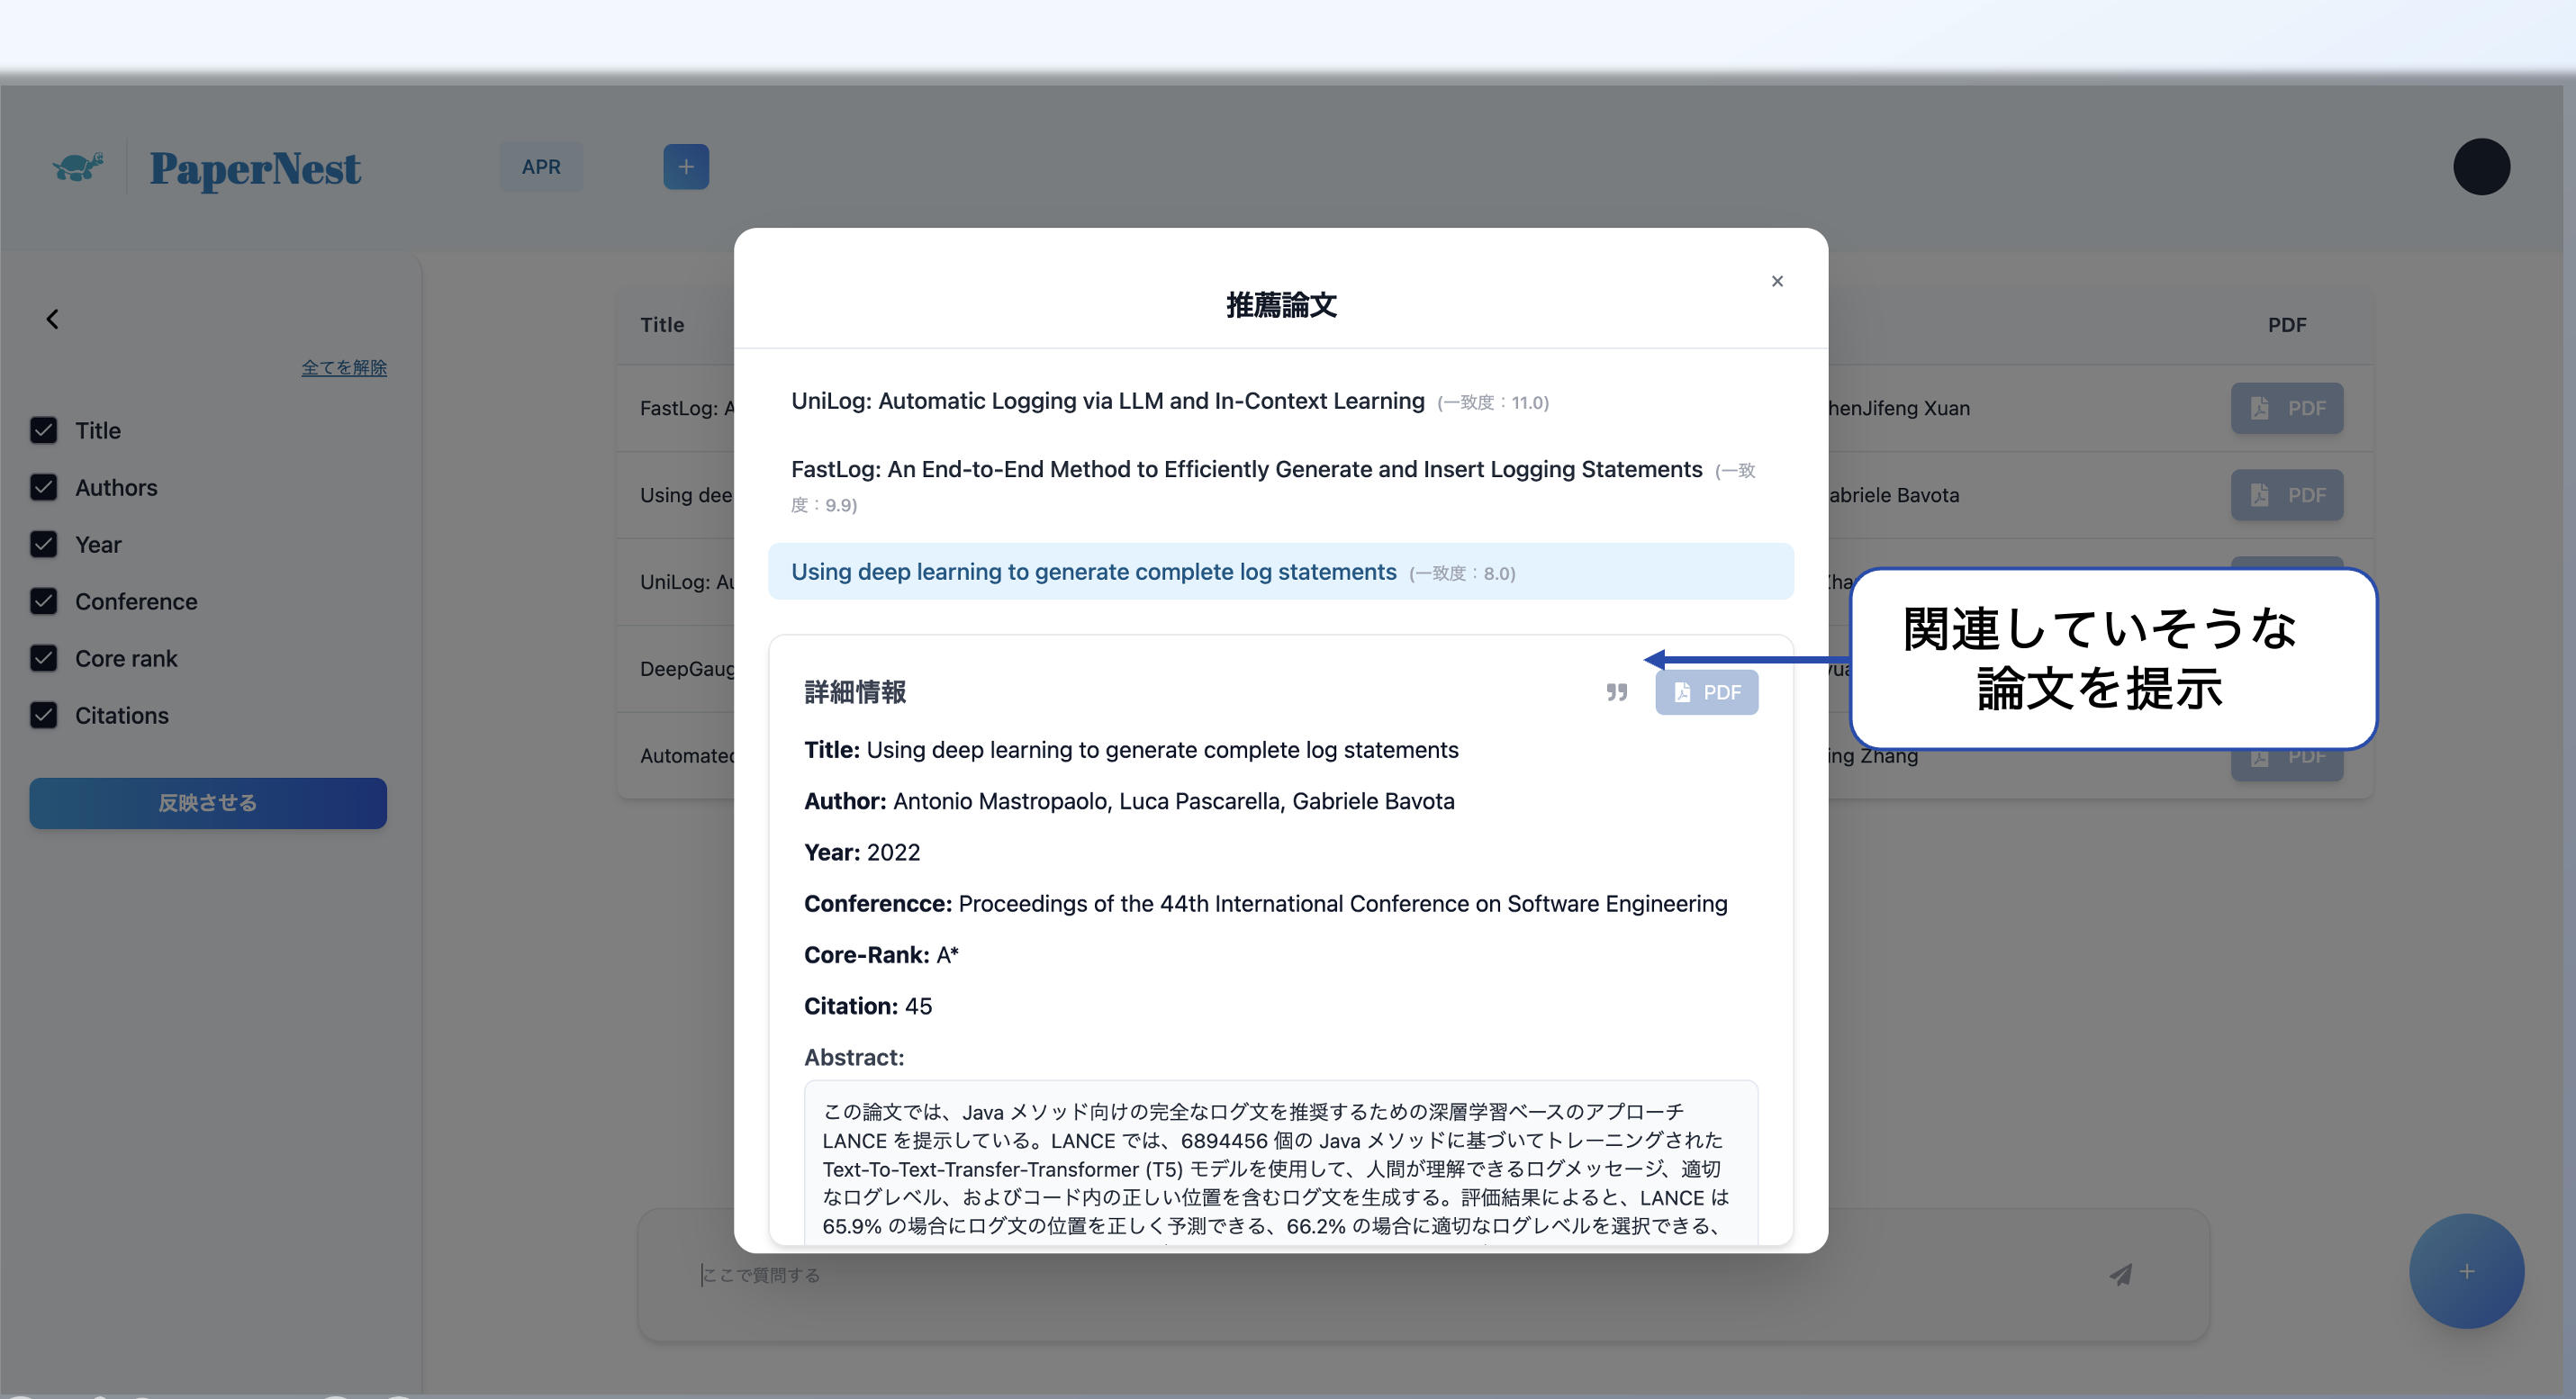 PaperNest
APR
+
全てを解除
Title
Authors
Year
Conference
Core rank
Citations
反映させる
Title
PDF
FastLog: A
henJifeng Xuan
PDF
Using dee
abriele Bavota
PDF
UniLog: Au
DeepGaug
Automated
ing Zhang
PDF
推薦論文
×
UniLog: Automatic Logging via LLM and In-Context Learning (一致度：11.0)
FastLog: An End-to-End Method to Efficiently Generate and Insert Logging Statements (一致
度：9.9)
Using deep learning to generate complete log statements (一致度：8.0)
詳細情報
PDF
Title: Using deep learning to generate complete log statements
Author: Antonio Mastropaolo, Luca Pascarella, Gabriele Bavota
Year: 2022
Conferencce: Proceedings of the 44th International Conference on Software Engineering
Core-Rank: A*
Citation: 45
Abstract:
この論文では、Java メソッド向けの完全なログ文を推奨するための深層学習ベースのアプローチ
LANCE を提示している。LANCE では、6894456 個の Java メソッドに基づいてトレーニングされた
Text-To-Text-Transfer-Transformer (T5) モデルを使用して、人間が理解できるログメッセージ、適切
なログレベル、およびコード内の正しい位置を含むログ文を生成する。評価結果によると、LANCE は
65.9% の場合にログ文の位置を正しく予測できる、66.2% の場合に適切なログレベルを選択できる、
関連していそうな
論文を提示
ここで質問する
+